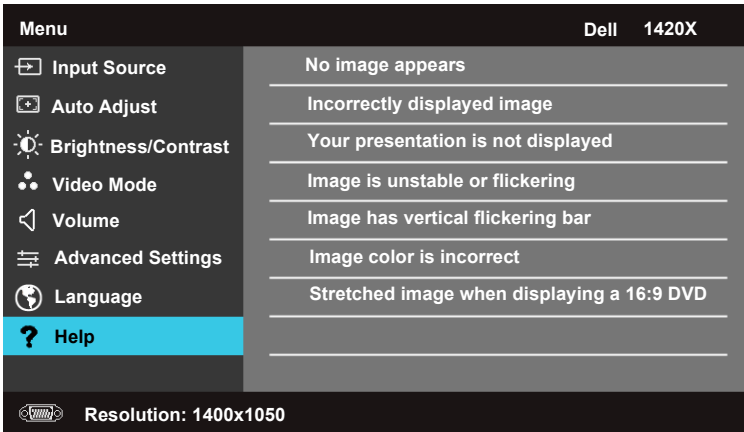 Menu
Dell 1420X
Input Source
Auto Adjust
Brightness/Contrast
Video Mode
Volume
Advanced Settings
Language
? Help
No image appears
Incorrectly displayed image
Your presentation is not displayed
Image is unstable or flickering
Image has vertical flickering bar
Image color is incorrect
Stretched image when displaying a 16:9 DVD
Resolution: 1400x1050